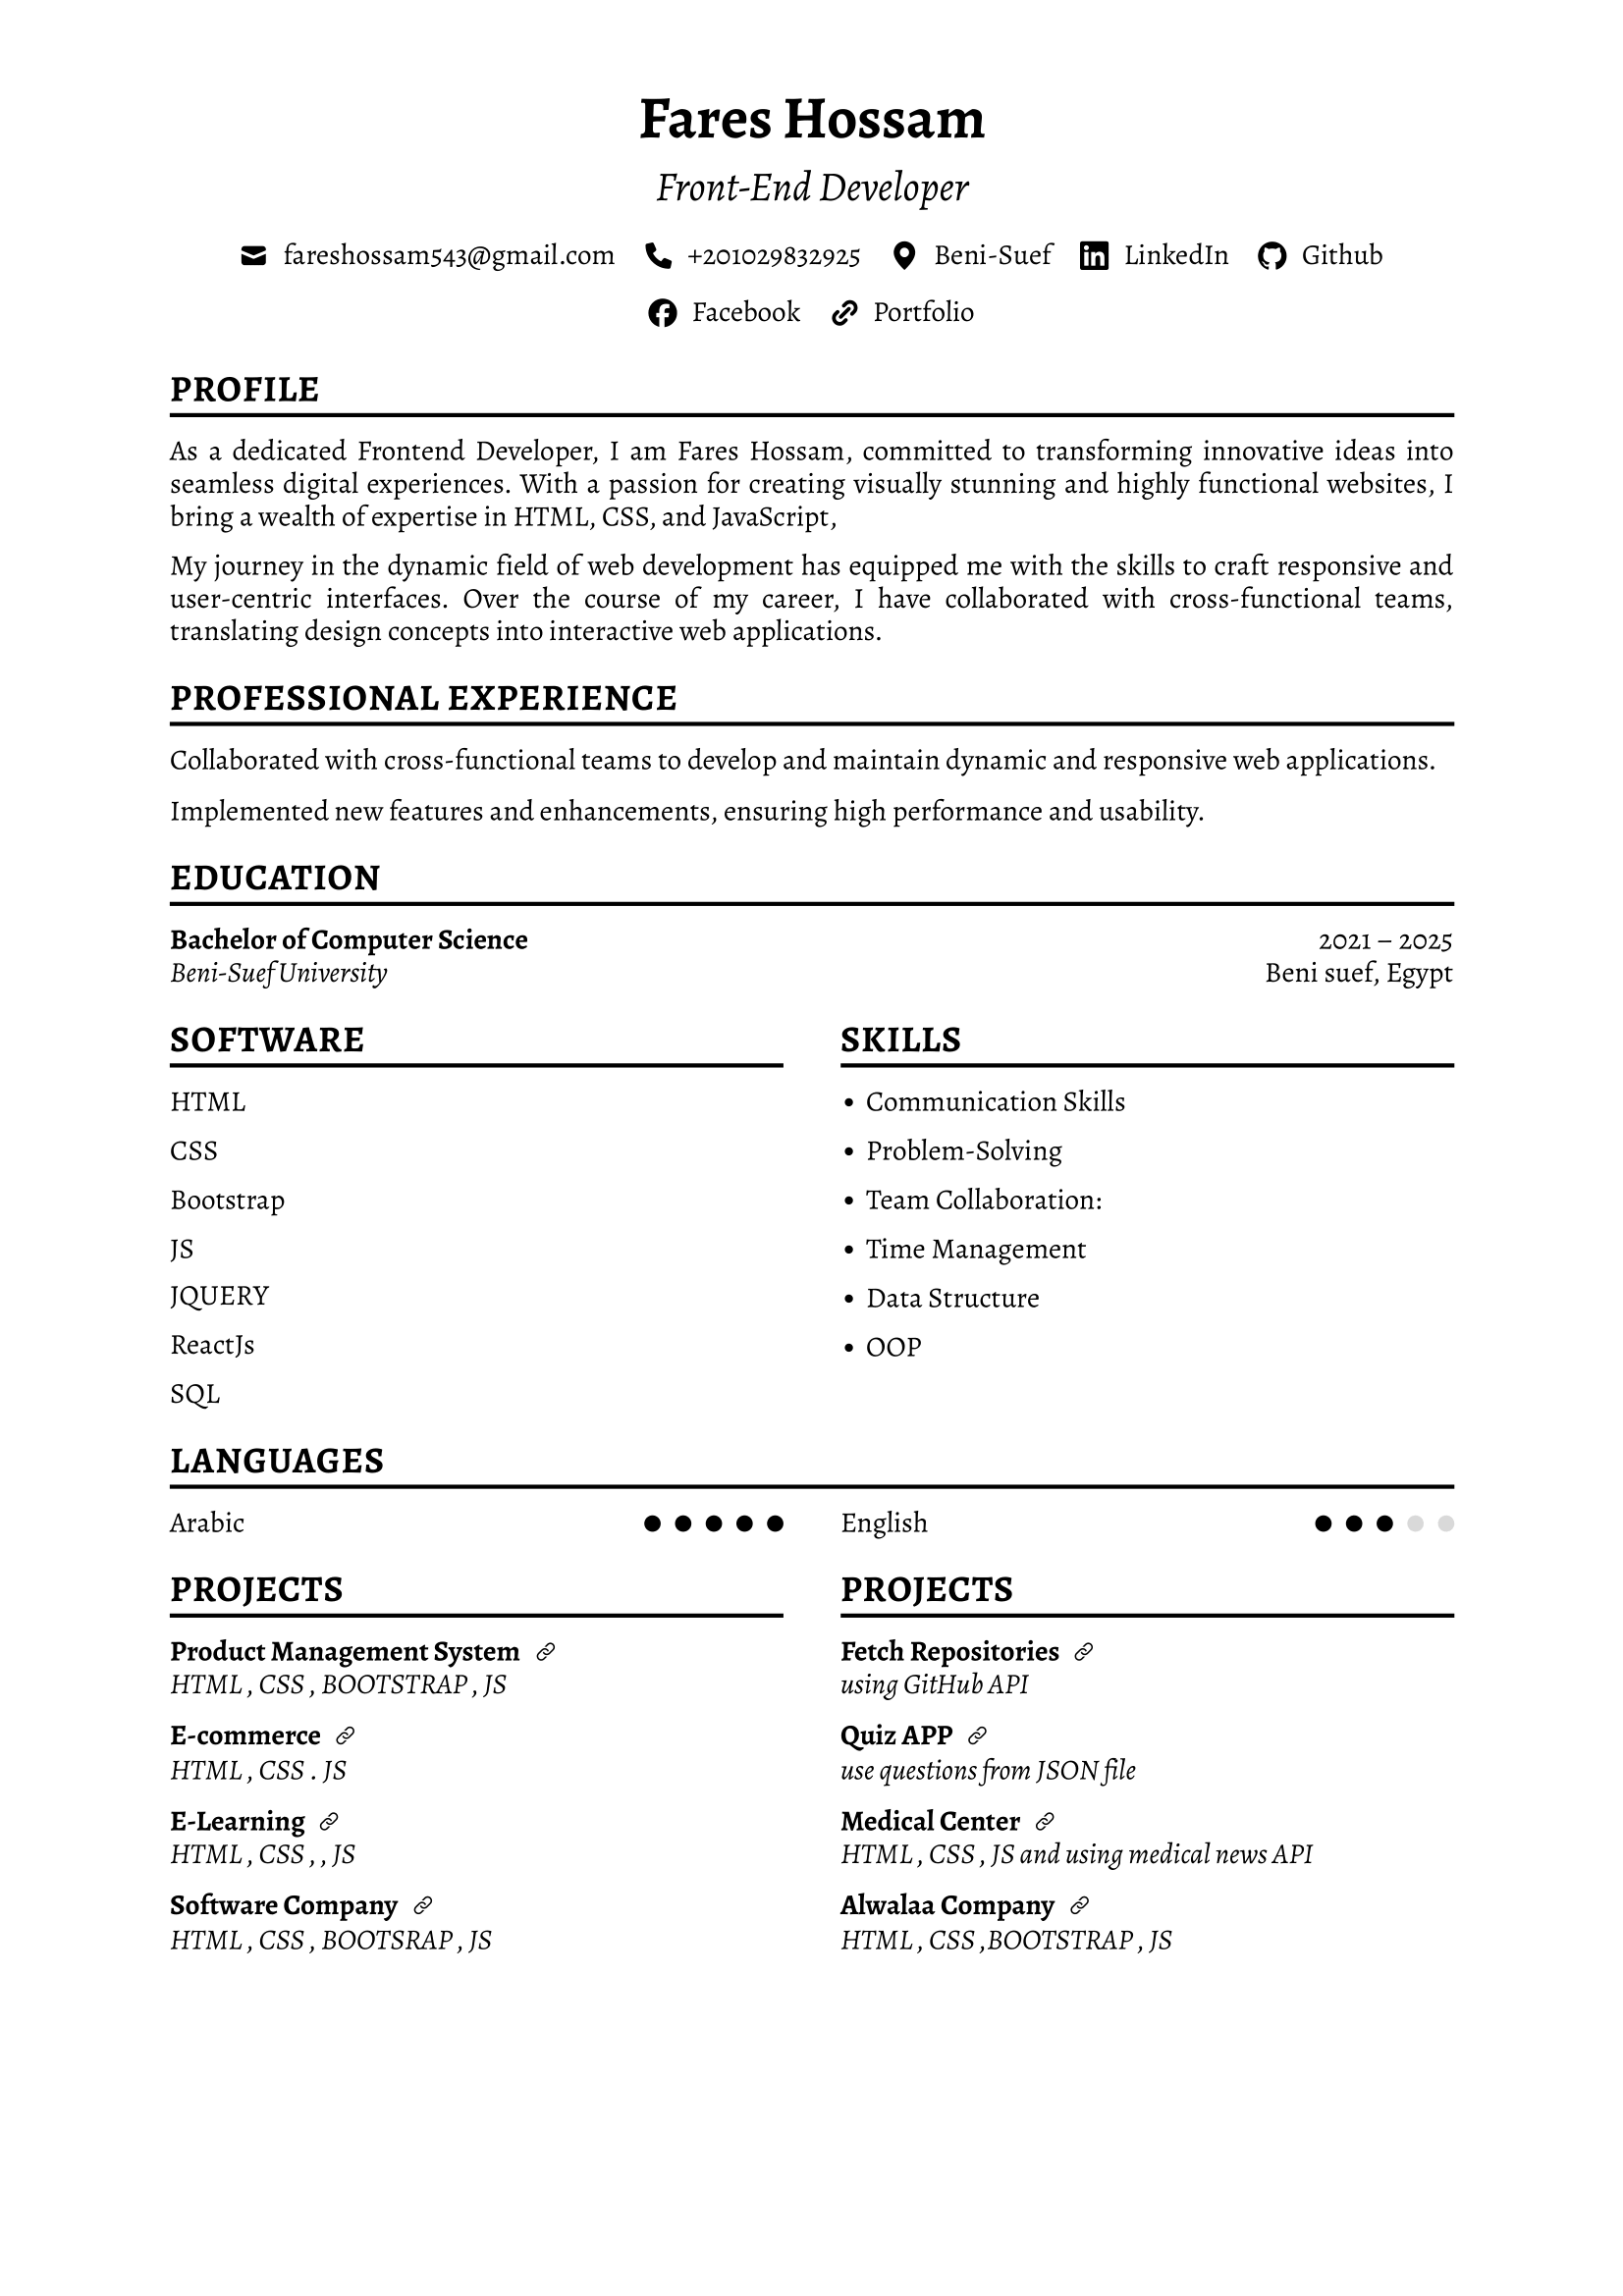 Fares Hossam
Front-End Developer
fareshossam543@gmail.com +201029832925 Beni-Suef LinkedIn Github
Facebook Portfolio
PROFILE
As a dedicated Frontend Developer, I am Fares Hossam, committed to transforming innovative ideas into
seamless digital experiences. With a passion for creating visually stunning and highly functional websites, I
bring a wealth of expertise in HTML, CSS, and JavaScript,
My journey in the dynamic field of web development has equipped me with the skills to craft responsive and
user-centric interfaces. Over the course of my career, I have collaborated with cross-functional teams,
translating design concepts into interactive web applications.
PROFESSIONAL EXPERIENCE
Collaborated with cross-functional teams to develop and maintain dynamic and responsive web applications.
Implemented new features and enhancements, ensuring high performance and usability.
EDUCATION
Bachelor of Computer Science 2021 – 2025
Beni-Suef University Beni suef, Egypt
SOFTWARE
HTML
CSS
Bootstrap
JS
JQUERY
ReactJs
SQL
SKILLS
• Communication Skills
• Problem-Solving
• Team Collaboration:
• Time Management
• Data Structure
• OOP
LANGUAGES
Arabic English
PROJECTS
Product Management System
HTML , CSS , BOOTSTRAP , JS
E-commerce
HTML , CSS . JS
E-Learning
HTML , CSS , , JS
Software Company
HTML , CSS , BOOTSRAP , JS
PROJECTS
Fetch Repositories
using GitHub API
Quiz APP
use questions from JSON file
Medical Center
HTML , CSS , JS and using medical news API
Alwalaa Company
HTML , CSS ,BOOTSTRAP , JS